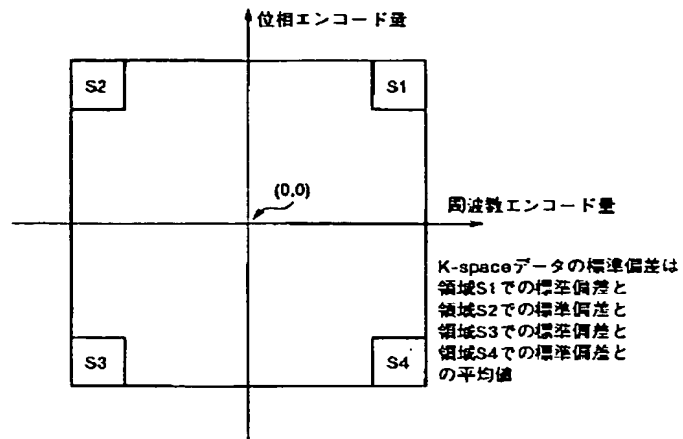 位相エンコード量
S2
S1
(0,0)
周波数エンコード量
K-spaceデータの標準偏差は
領域S1での標準偏差と
領域S2での標準偏差と
領域S3での標準偏差と
領域S4での標準偏差と
の平均値
S3
S4